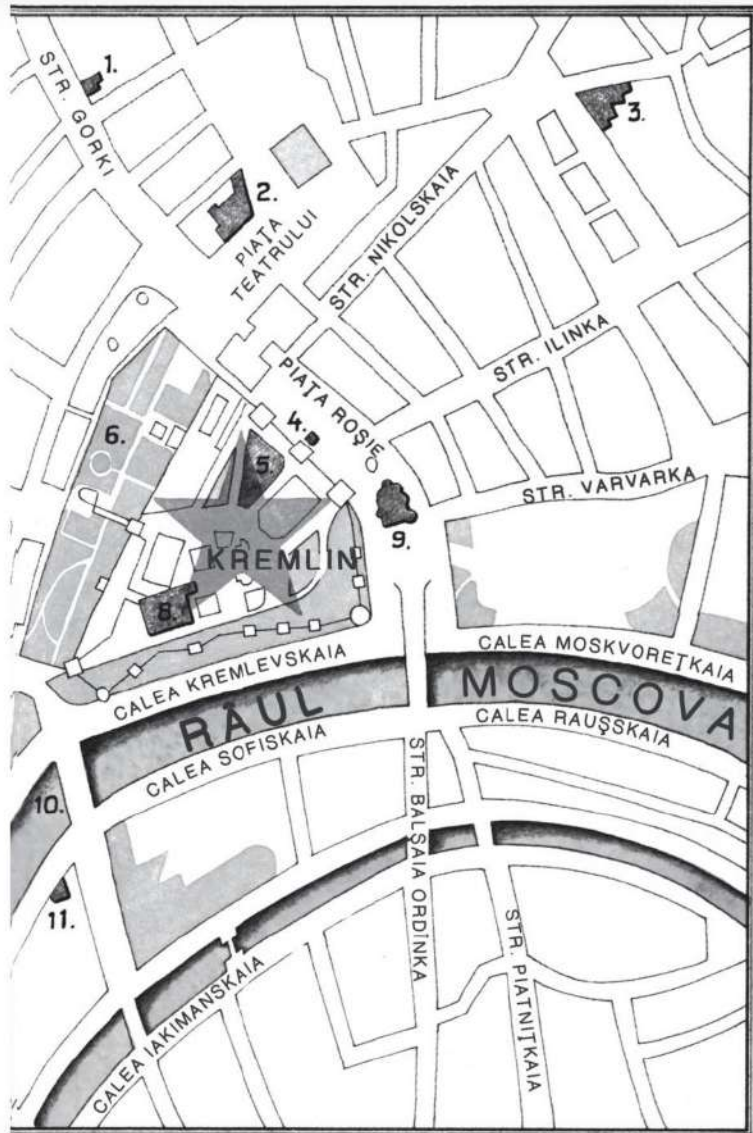 1.
STR. GORKI
3.
2.
PIAȚA
TEATRULUI
STR. NIKOLSKAIA
STR. ILINKA
PIAȚA ROȘIE
4.
6.
5.
STR. VARVARKA
9.
KREMLIN
8.
CALEA KREMLEVSKAIA
CALEA MOSKVOREȚKAIA
RÂUL MOSCOVA
CALEA SOFISKAIA
CALEA RAUȘSKAIA
10.
STR. BALȘAIA ORDÎNKA
11.
STR. PIATNIȚKAIA
CALEA IAKIMANSKAIA